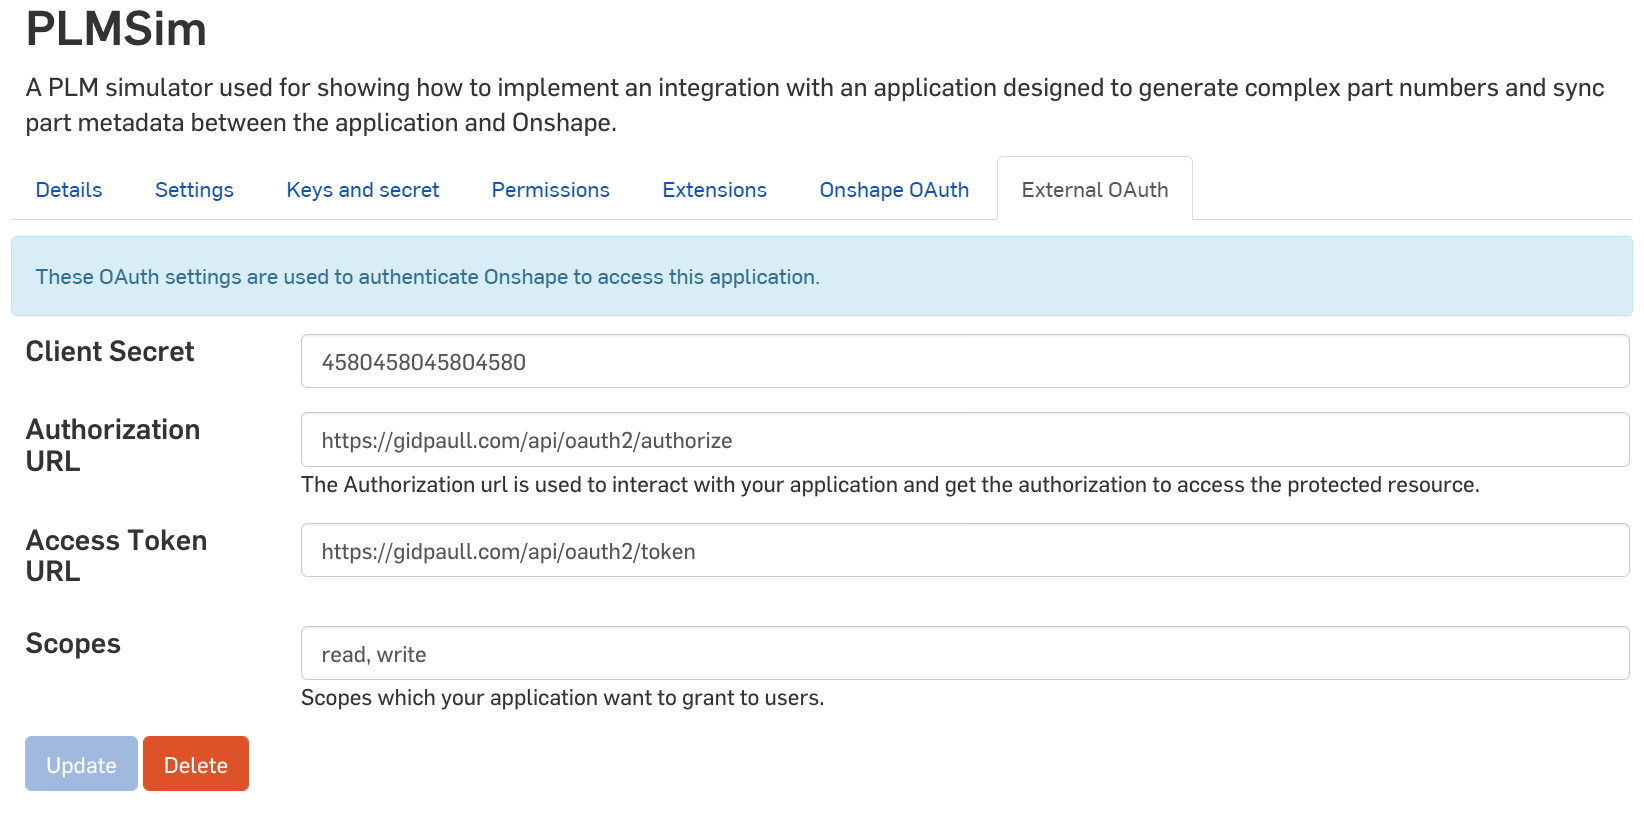 PLMSim
A PLM simulator used for showing how to implement an integration with an application designed to generate complex part numbers and sync
part metadata between the application and Onshape.
Details Settings Keys and secret Permissions Extensions Onshape OAuth External OAuth
These OAuth settings are used to authenticate Onshape to access this application.
Client Secret 4580458045804580
Authorization
URL
https://gidpaull.com/api/oauth2/authorize
The Authorization url is used to interact with your application and get the authorization to access the protected resource.
Access Token
URL
https://gidpaull.com/api/oauth2/token
Scopes read, write
Scopes which your application want to grant to users.
Update Delete